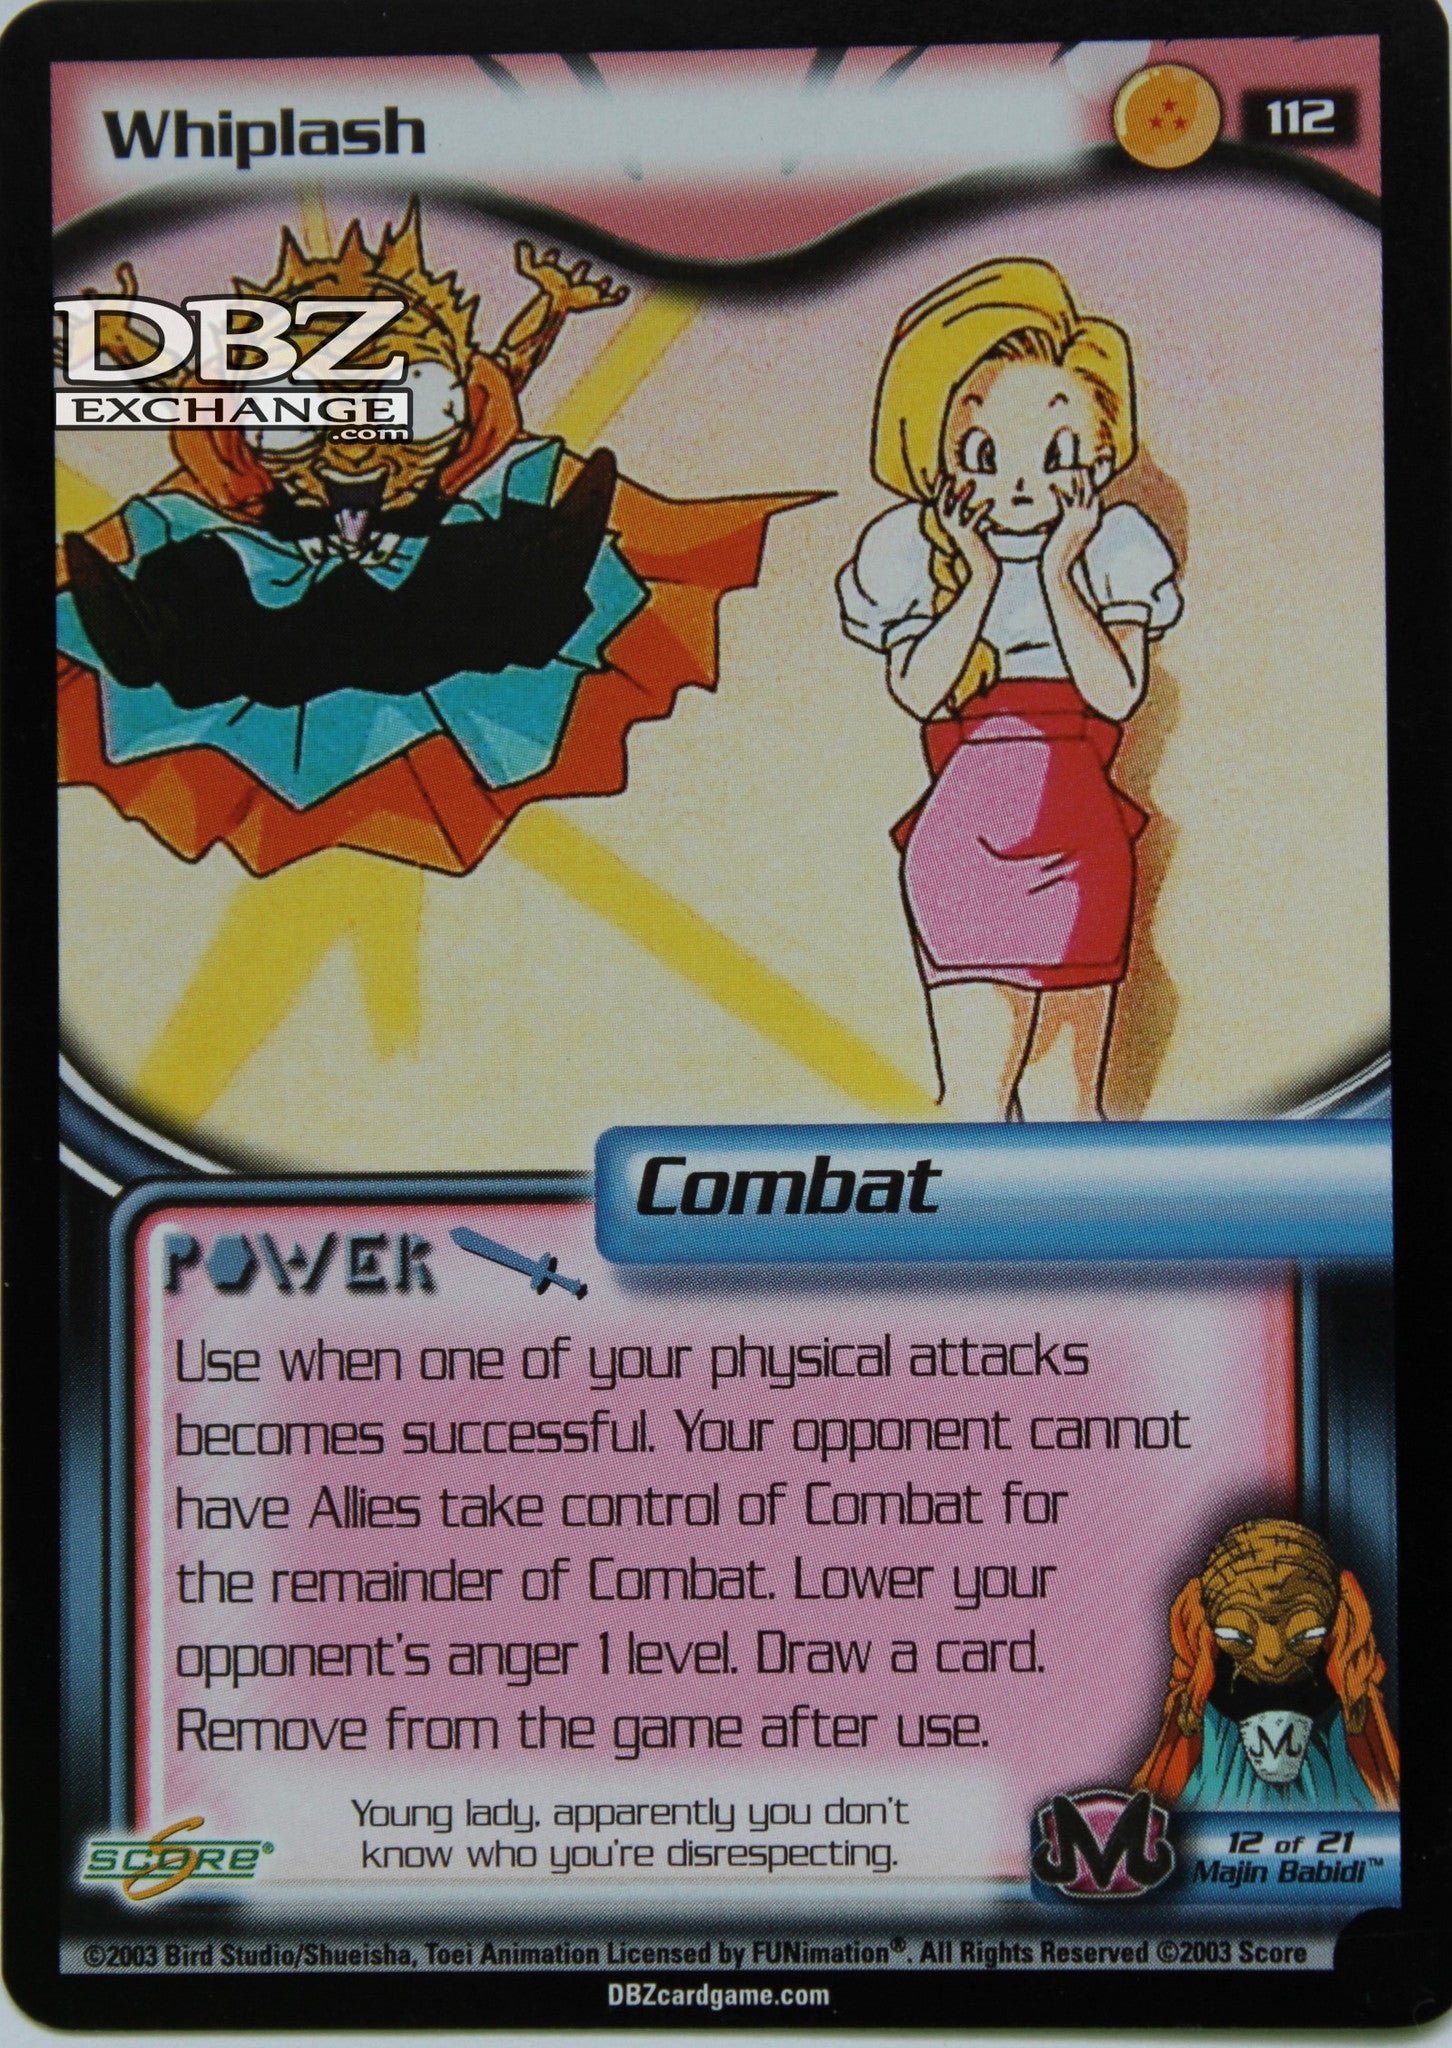 Whiplash
112
DBZ
EXCHANGE
.com
Combat
POWER
Use when one of your physical attacks
becomes successful. Your opponent cannot
have Allies take control of Combat for
the remainder of Combat. Lower your
opponent's anger 1 level. Draw a card.
Remove from the game after use.
Young lady, apparently you don't
know who you're disrespecting.
SCORE®
M
M
12 of 21
Majin Babidi™
©2003 Bird Studio/Shueisha, Toei Animation Licensed by FUNimation®. All Rights Reserved ©2003 Score
DBZcardgame.com